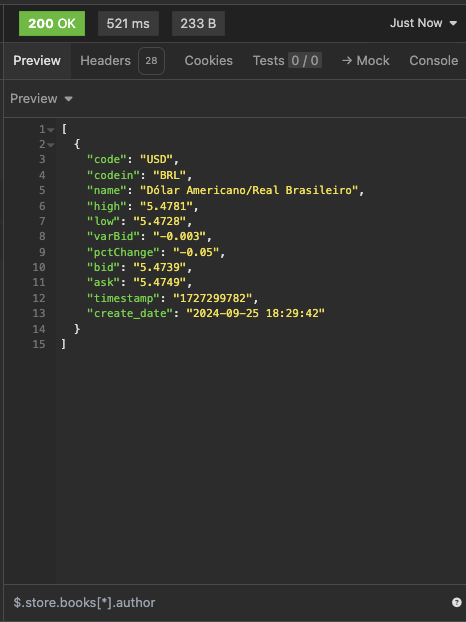 200 OK 521 ms 233 B Just Now
Preview Headers 28 Cookies Tests 0 / 0 → Mock Console
Preview
1 [
2 {
3 "code": "USD",
4 "codein": "BRL",
5 "name": "Dólar Americano/Real Brasileiro",
6 "high": "5.4781",
7 "low": "5.4728",
8 "varBid": "-0.003",
9 "pctChange": "-0.05",
10 "bid": "5.4739",
11 "ask": "5.4749",
12 "timestamp": "1727299782",
13 "create_date": "2024-09-25 18:29:42"
14 }
15 ]
$.store.books[*].author ?